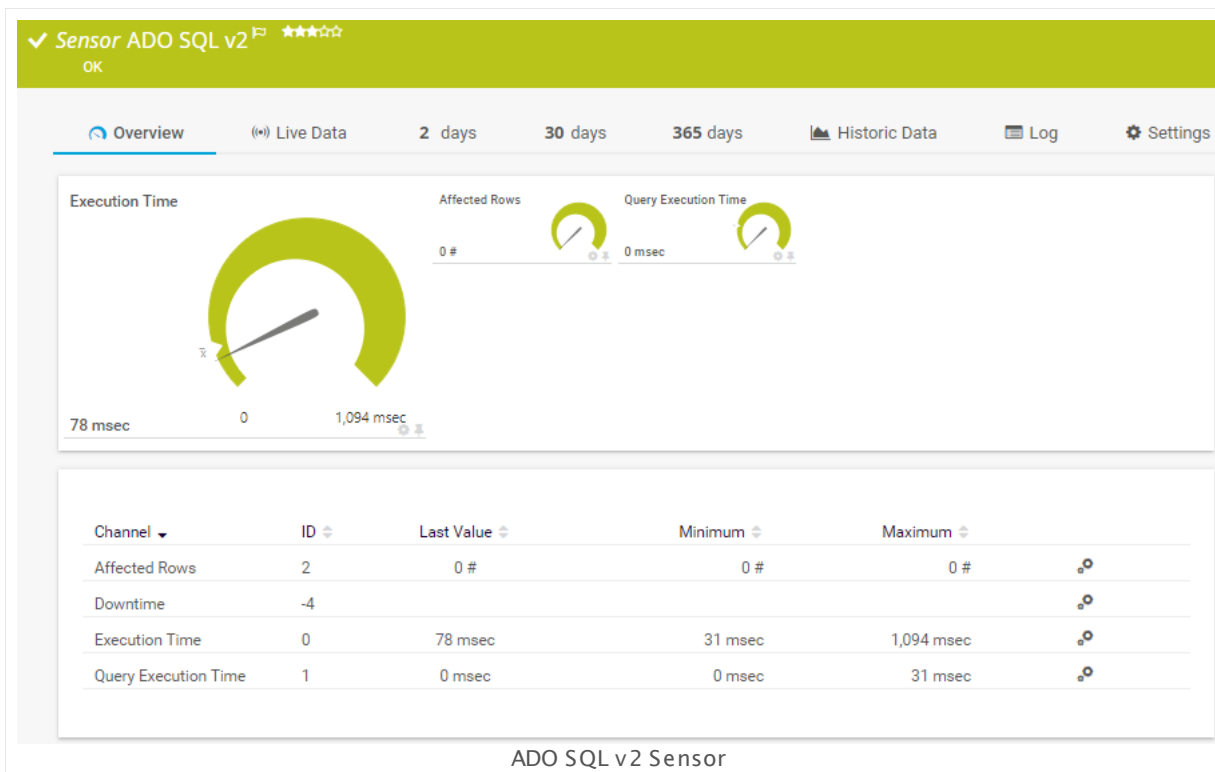 Sensor ADO SQL v2
OK
Overview Live Data 2 days 30 days 365 days Historic Data Log Settings
Execution Time
Affected Rows
Query Execution Time
0 #
0 msec
x̄
0 1,094 msec
78 msec
Channel ID Last Value Minimum Maximum
Affected Rows 2 0 # 0 # 0 #
Downtime -4
Execution Time 0 78 msec 31 msec 1,094 msec
Query Execution Time 1 0 msec 0 msec 31 msec
ADO SQL v2 Sensor